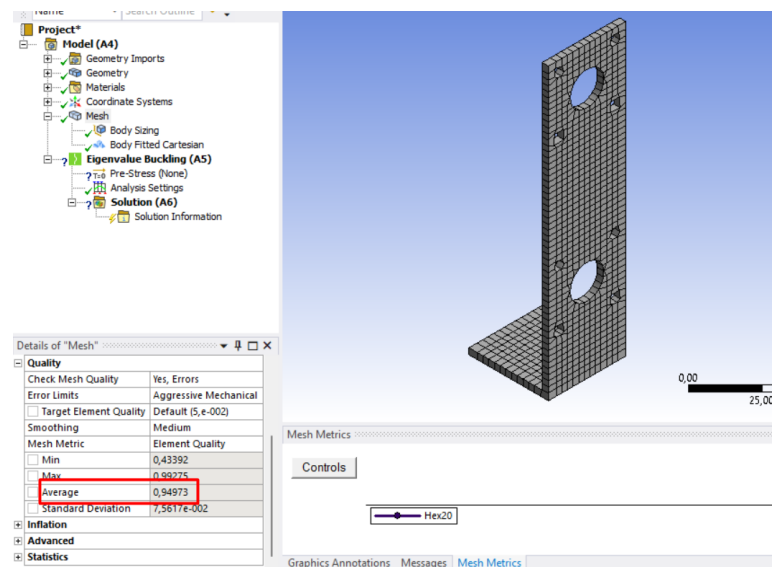 Name
Search Outline
Project*
Model (A4)
Geometry Imports
Geometry
Materials
Coordinate Systems
Mesh
Body Sizing
Body Fitted Cartesian
Eigenvalue Buckling (A5)
T=0 Pre-Stress (None)
Analysis Settings
Solution (A6)
Solution Information
Details of "Mesh"
Quality
Check Mesh Quality Yes, Errors
Error Limits Aggressive Mechanical
Target Element Quality Default (5,e-002)
Smoothing Medium
Mesh Metric Element Quality
Min 0,43392
Max 0,99275
Average 0,94973
Standard Deviation 7,5617e-002
Inflation
Advanced
Statistics
0,00
25,00
Mesh Metrics
Controls
Hex20
Graphics Annotations Messages Mesh Metrics